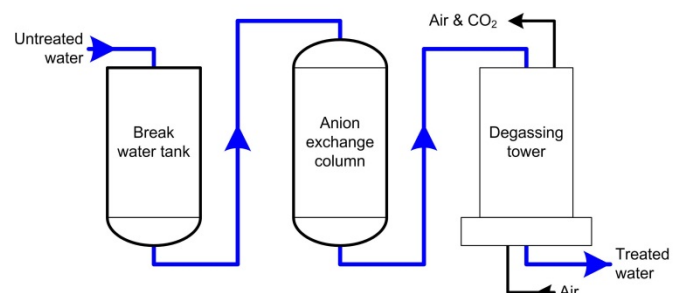 Untreated
water
Break
water tank
Anion
exchange
column
Air & CO₂
Degassing
tower
Treated
water
Air